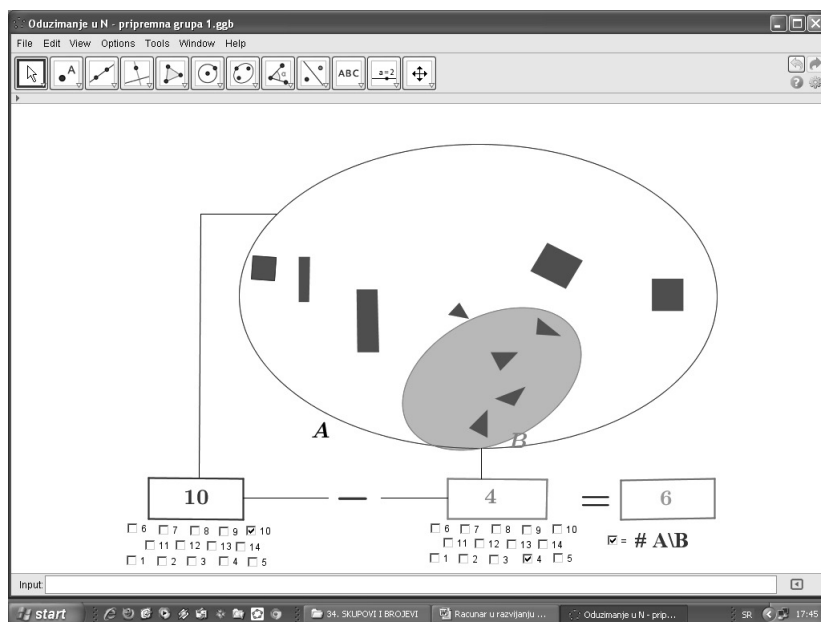 Oduzimanje u N - pripremna grupa 1.ggb
File Edit View Options Tools Window Help
A α ABC a=2
A
B
10 — 4 = 6
6 7 8 9 10
11 12 13 14
1 2 3 4 5
6 7 8 9 10
11 12 13 14
1 2 3 4 5
= # A\B
Input:
start 34. SKUPOVI I BROJEVI Racunar u razvijanju ... Oduzimanje u N - prip... SR 17:45